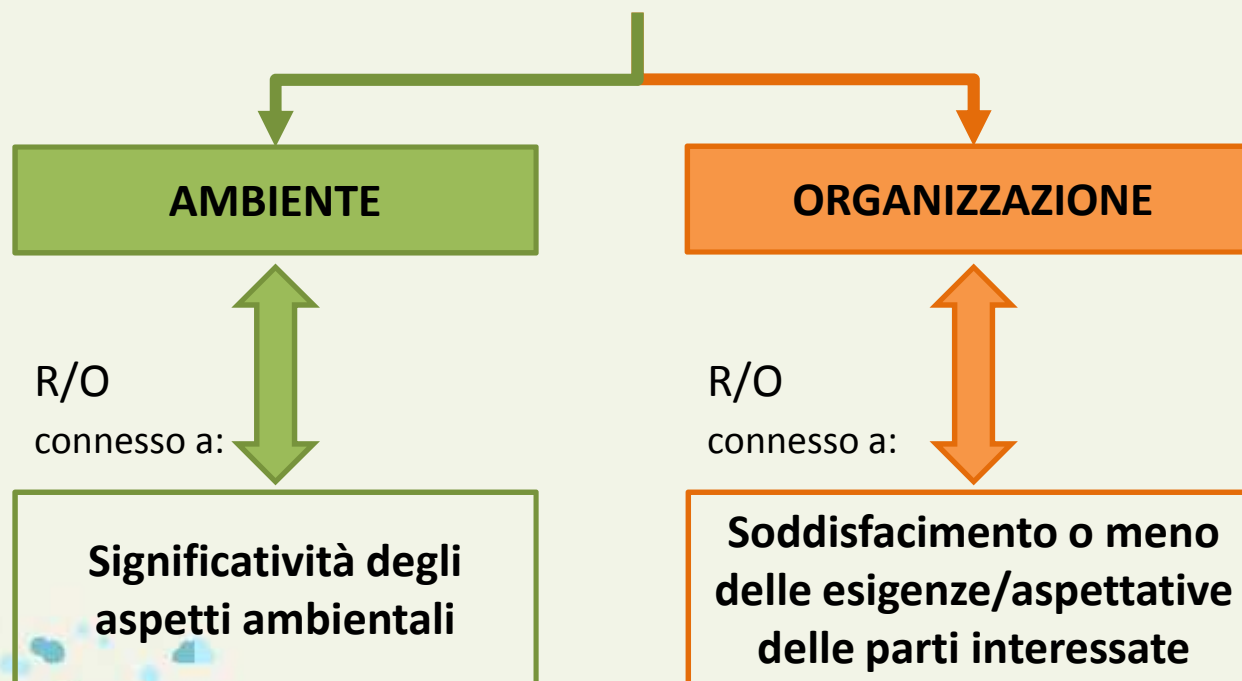 AMBIENTE
ORGANIZZAZIONE
R/O
connesso a:
R/O
connesso a:
Significatività degli
aspetti ambientali
Soddisfacimento o meno
delle esigenze/aspettative
delle parti interessate